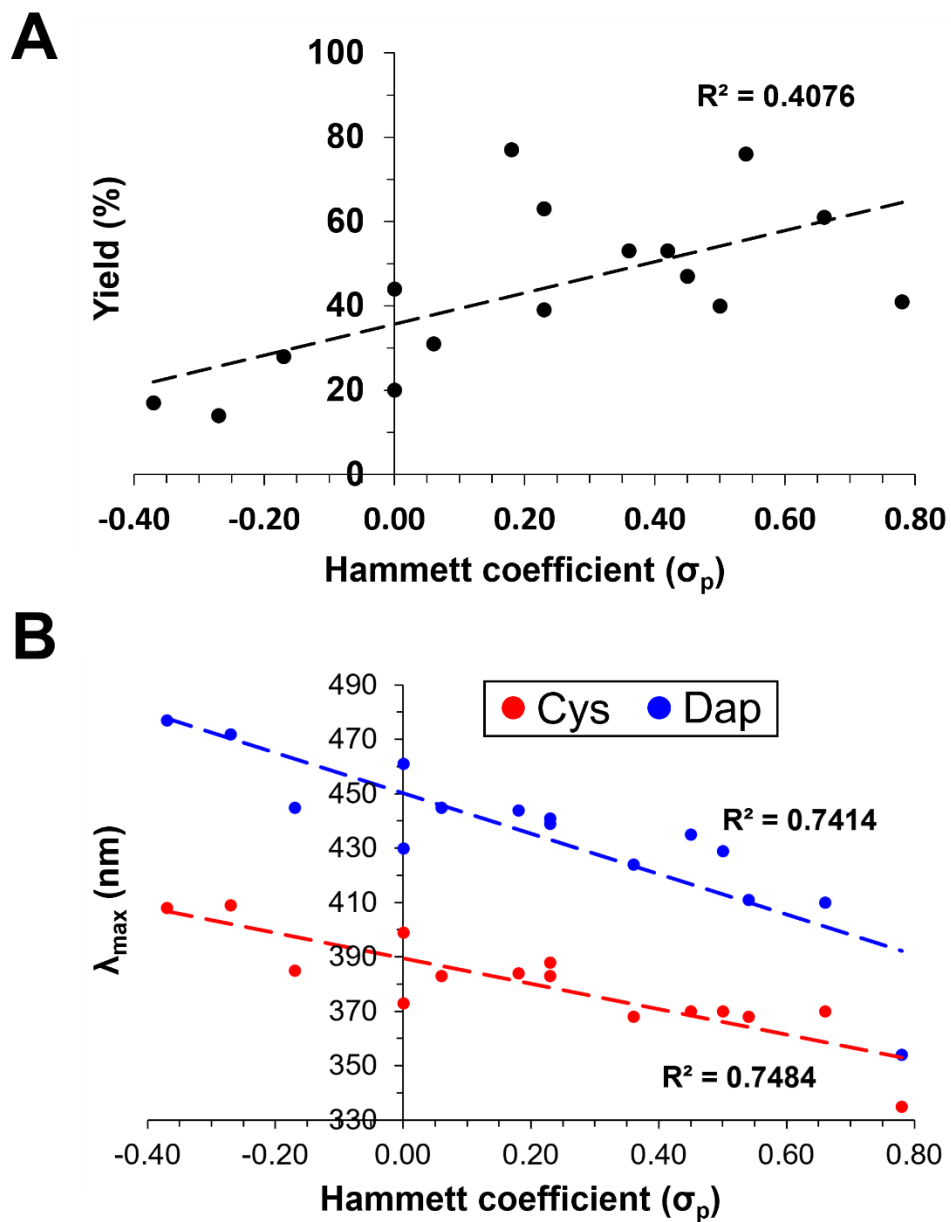 A
100
R² = 0.4076
80
60
40
20
0
Yield (%)
-0.40 -0.20 0.00 0.20 0.40 0.60 0.80
Hammett coefficient (σₚ)
B
490
Cys Dap
470
450
R² = 0.7414
430
410
390
370
350
R² = 0.7484
330
λmax (nm)
-0.40 -0.20 0.00 0.20 0.40 0.60 0.80
Hammett coefficient (σₚ)